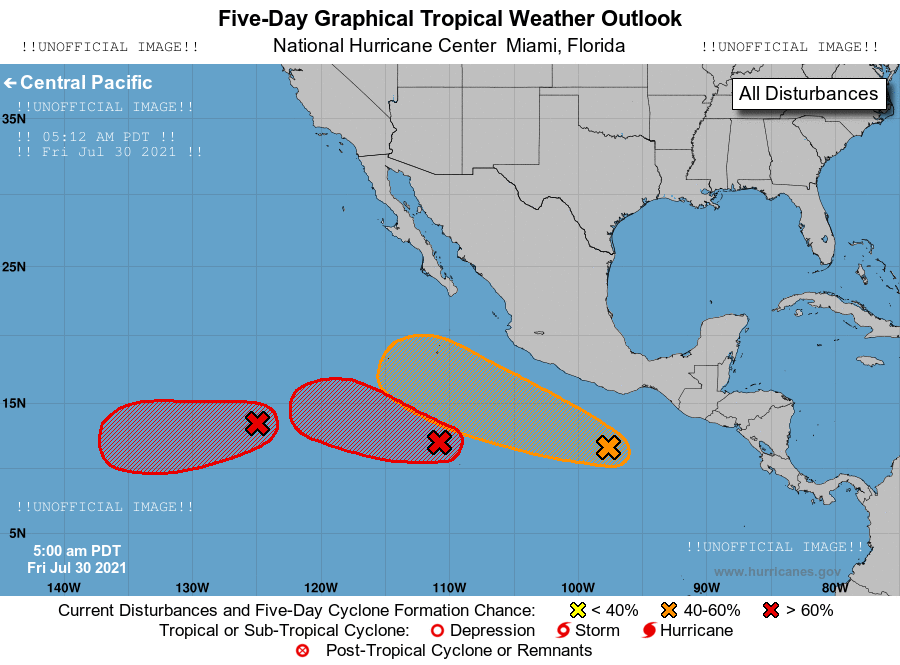 Five-Day Graphical Tropical Weather Outlook
!!UNOFFICIAL IMAGE!! National Hurricane Center  Miami, Florida !!UNOFFICIAL IMAGE!!
← Central Pacific
All Disturbances
!!UNOFFICIAL IMAGE!!
35N
!! 05:12 AM PDT !!
!! Fri Jul 30 2021 !!
25N
15N
!!UNOFFICIAL IMAGE!!
5N
5:00 am PDT
Fri Jul 30 2021
!!UNOFFICIAL IMAGE!!
www.hurricanes.gov
140W 130W 120W 110W 100W 90W 80W
Current Disturbances and Five-Day Cyclone Formation Chance: < 40% 40-60% > 60%
Tropical or Sub-Tropical Cyclone: Depression Storm Hurricane
Post-Tropical Cyclone or Remnants